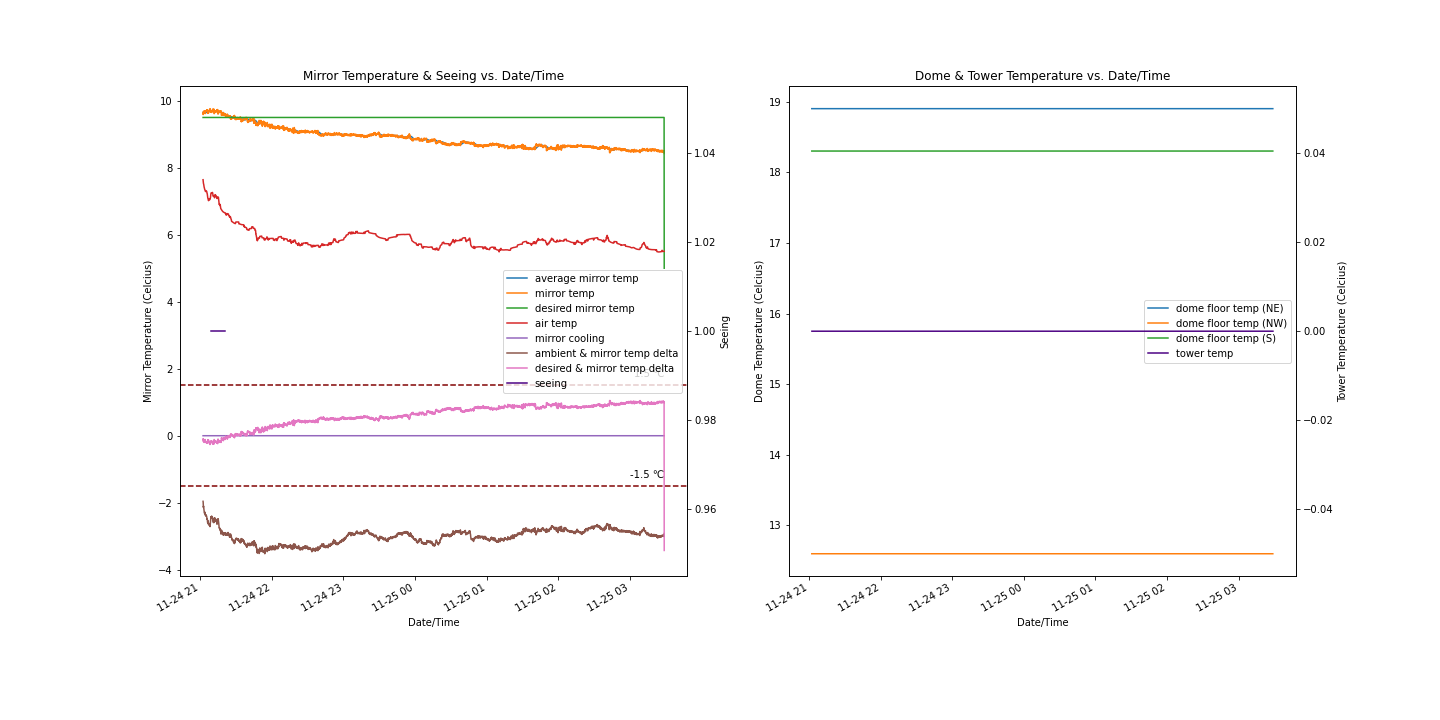 Mirror Temperature & Seeing vs. Date/Time
Mirror Temperature (Celcius)
10
8
6
4
2
0
−2
−4
average mirror temp
mirror temp
desired mirror temp
air temp
mirror cooling
ambient & mirror temp delta
desired & mirror temp delta
seeing
1.5 °C
-1.5 °C
1.04
1.02
1.00
0.98
0.96
Seeing
11-24 21
11-24 22
11-24 23
11-25 00
11-25 01
11-25 02
11-25 03
Date/Time
Dome & Tower Temperature vs. Date/Time
Dome Temperature (Celcius)
19
18
17
16
15
14
13
dome floor temp (NE)
dome floor temp (NW)
dome floor temp (S)
tower temp
0.04
0.02
0.00
−0.02
−0.04
Tower Temperature (Celcius)
11-24 21
11-24 22
11-24 23
11-25 00
11-25 01
11-25 02
11-25 03
Date/Time